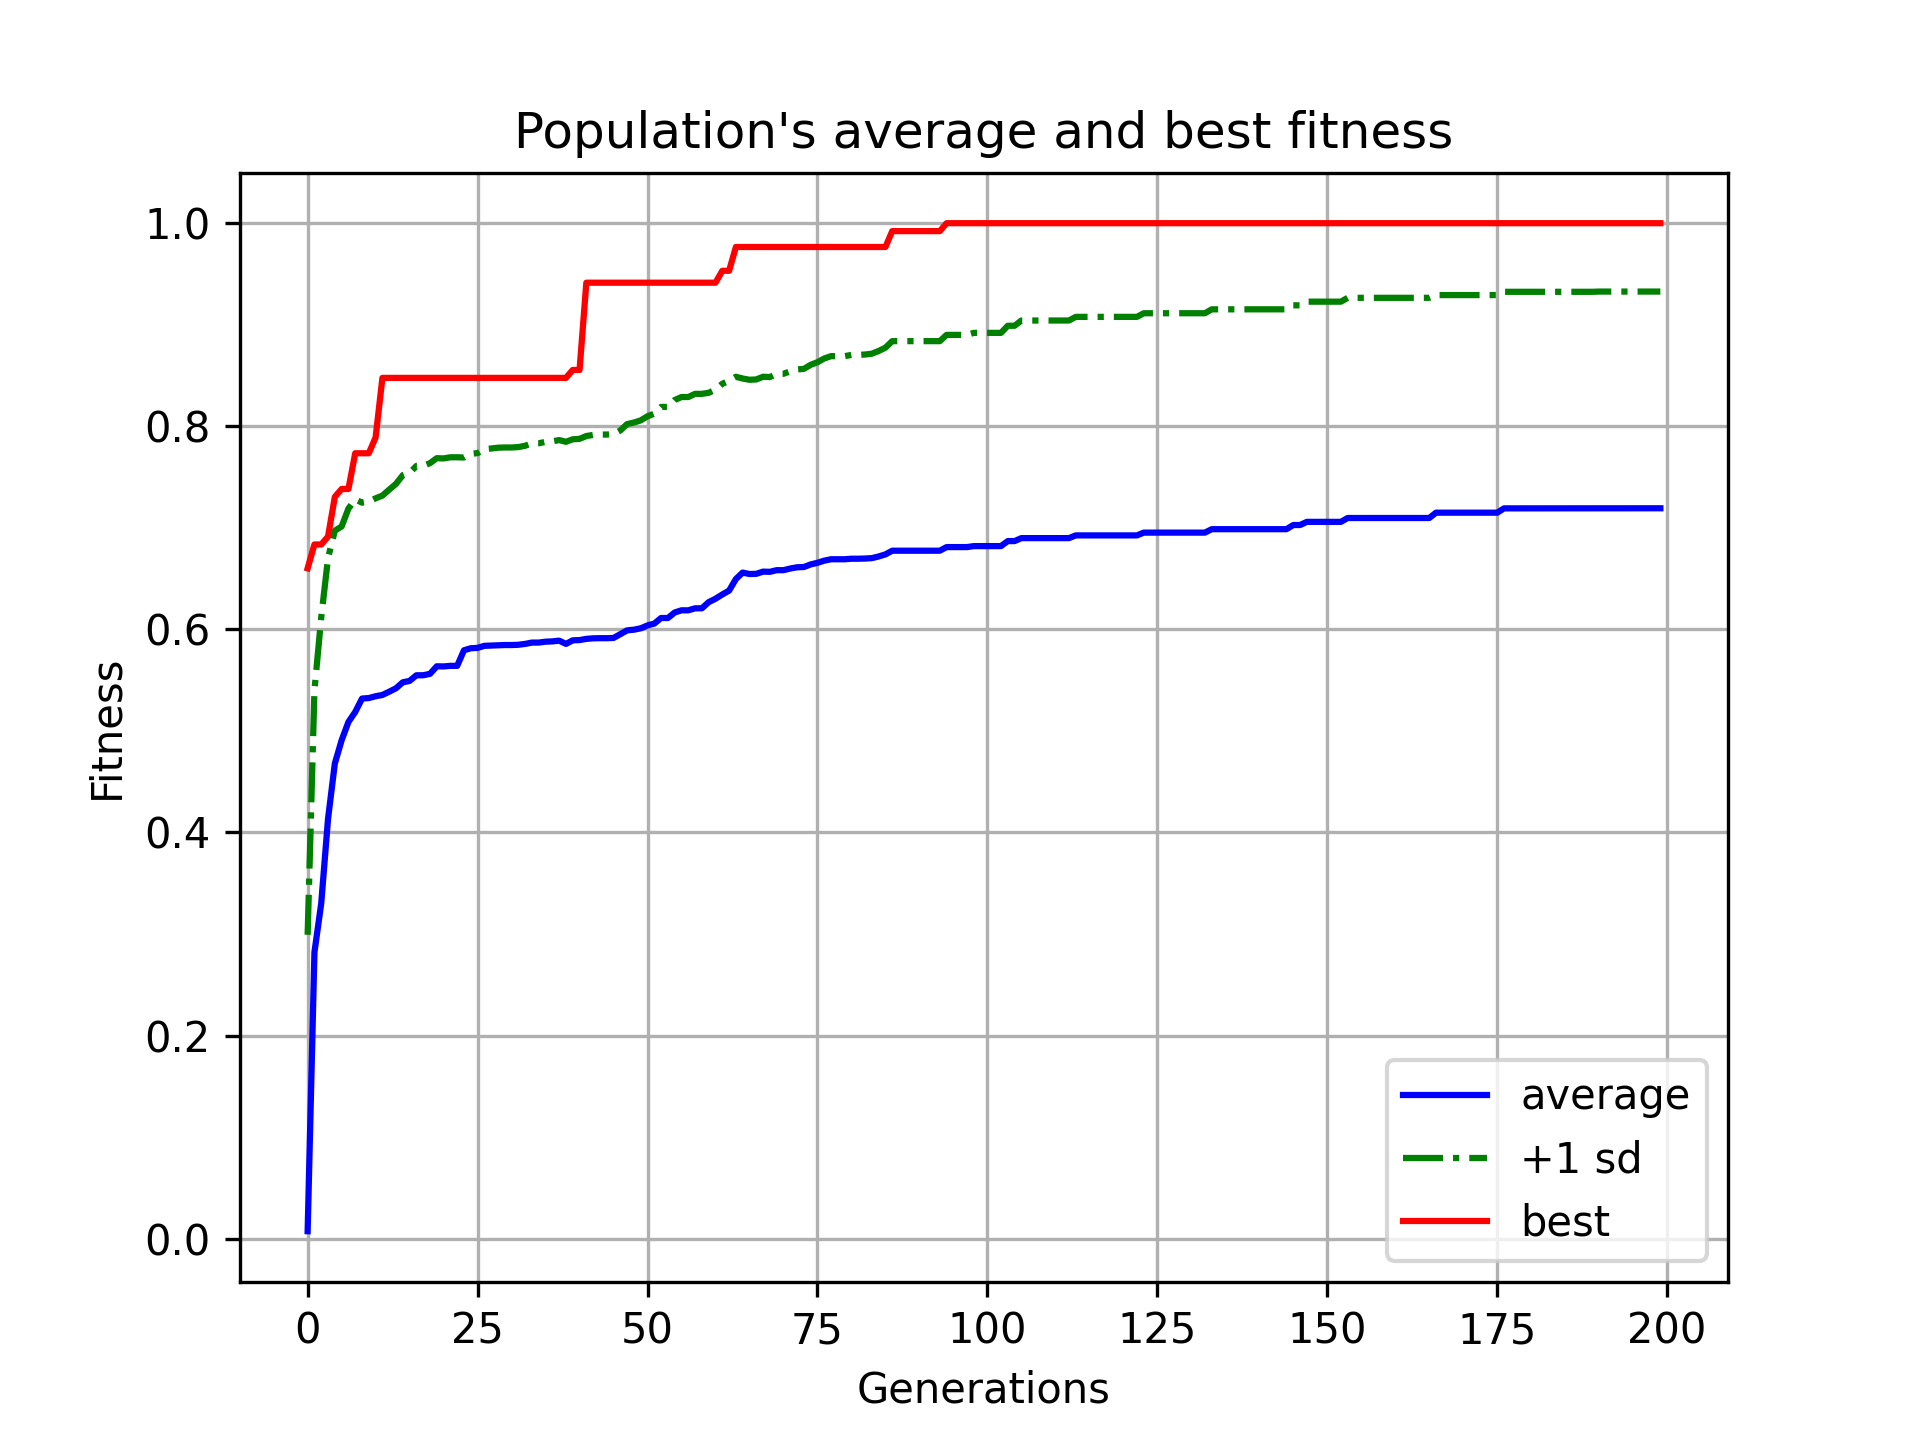 Population's average and best fitness
1.0
0.8
0.6
0.4
0.2
0.0
Fitness
0 25 50 75 100 125 150 175 200
Generations
average
+1 sd
best